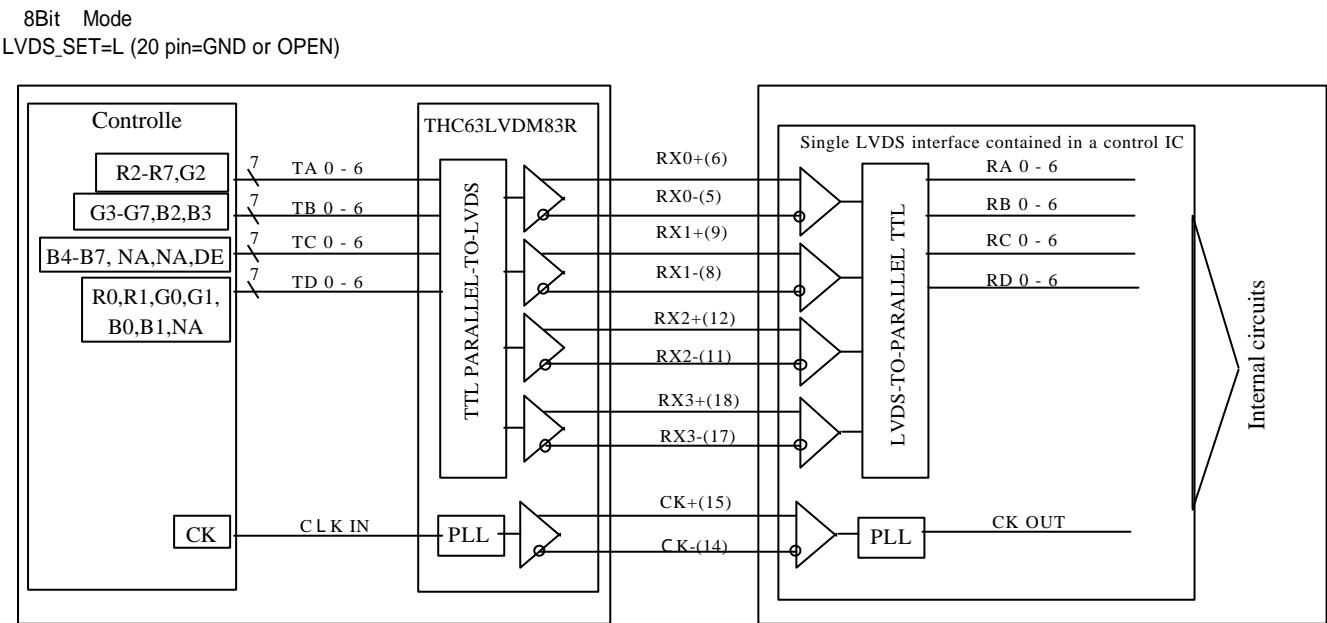 8Bit Mode
LVDS_SET=L (20 pin=GND or OPEN)
Controlle
THC63LVDM83R
Single LVDS interface contained in a control IC
R2-R7,G2
7
TA 0 - 6
RX0+(6)
RA 0 - 6
G3-G7,B2,B3
7
TB 0 - 6
RX0-(5)
RB 0 - 6
B4-B7, NA,NA,DE
7
TC 0 - 6
RX1+(9)
RC 0 - 6
R0,R1,G0,G1,
B0,B1,NA
7
TD 0 - 6
RX1-(8)
RD 0 - 6
TTL PARALLEL-TO-LVDS
RX2+(12)
RX2-(11)
RX3+(18)
RX3-(17)
LVDS-TO-PARALLEL TTL
Internal circuits
CK
CLK IN
PLL
CK+(15)
CK-(14)
PLL
CK OUT